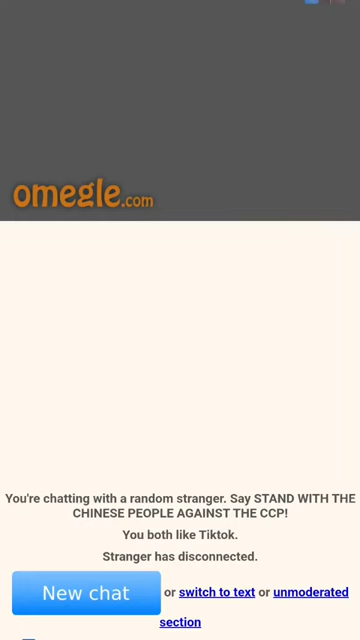 omegle.com
You're chatting with a random stranger. Say STAND WITH THE
CHINESE PEOPLE AGAINST THE CCP!
You both like Tiktok.
Stranger has disconnected.
New chat or switch to text or unmoderated
section